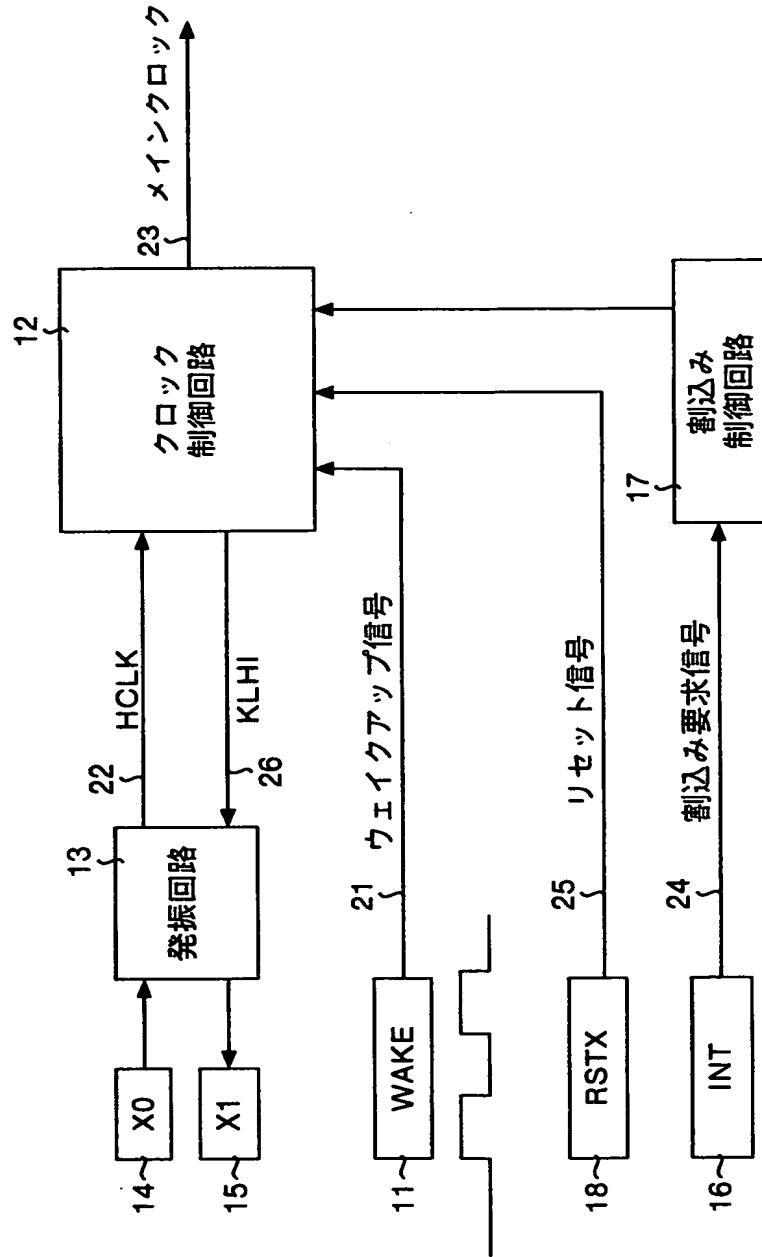 14
X0
15
X1
13
発振回路
22
HCLK
26
KLHI
12
クロック
制御回路
23
メインクロック
11
WAKE
21
ウェイクアップ信号
18
RSTX
25
リセット信号
16
INT
24
割込み要求信号
17
割込み
制御回路